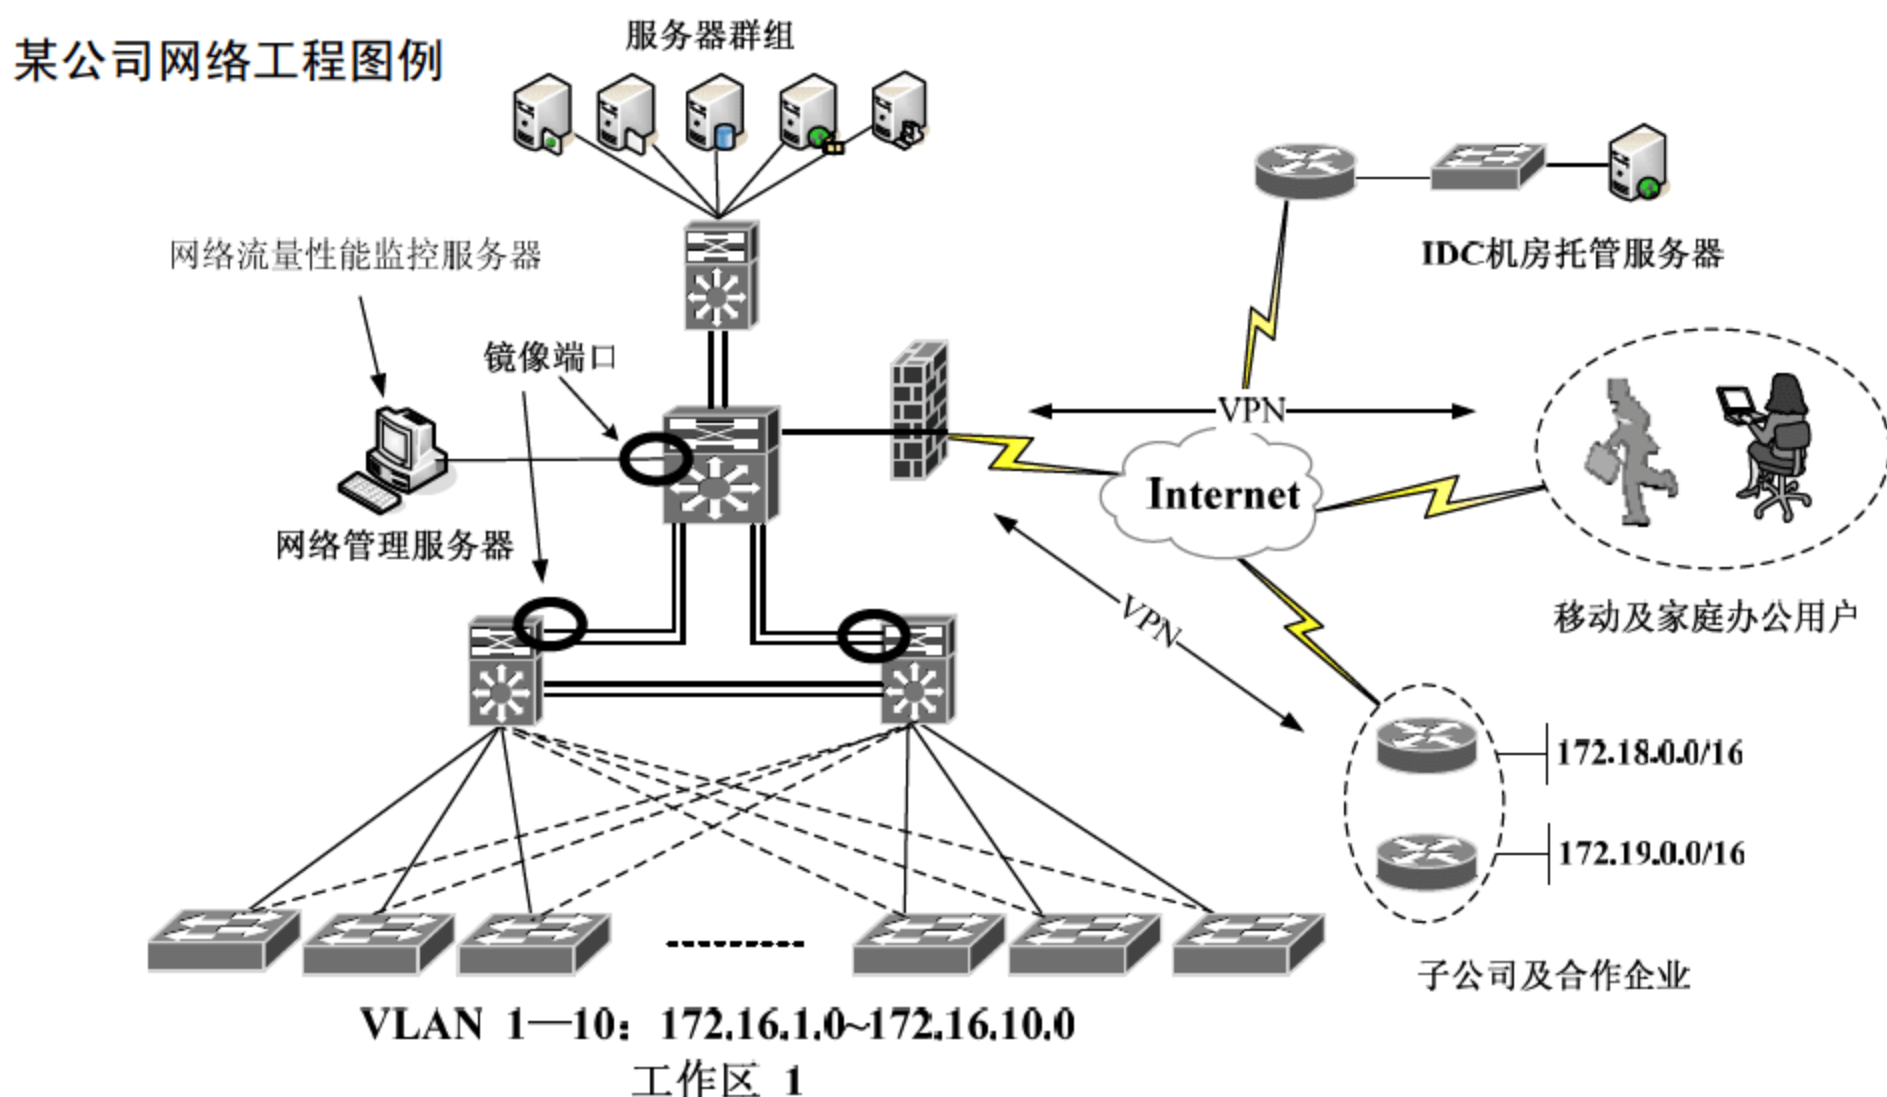 某公司网络工程图例
服务器群组
网络流量性能监控服务器
镜像端口
网络管理服务器
IDC机房托管服务器
VPN
Internet
移动及家庭办公用户
VPN
172.18.0.0/16
172.19.0.0/16
子公司及合作企业
VLAN 1—10：172.16.1.0~172.16.10.0
工作区 1